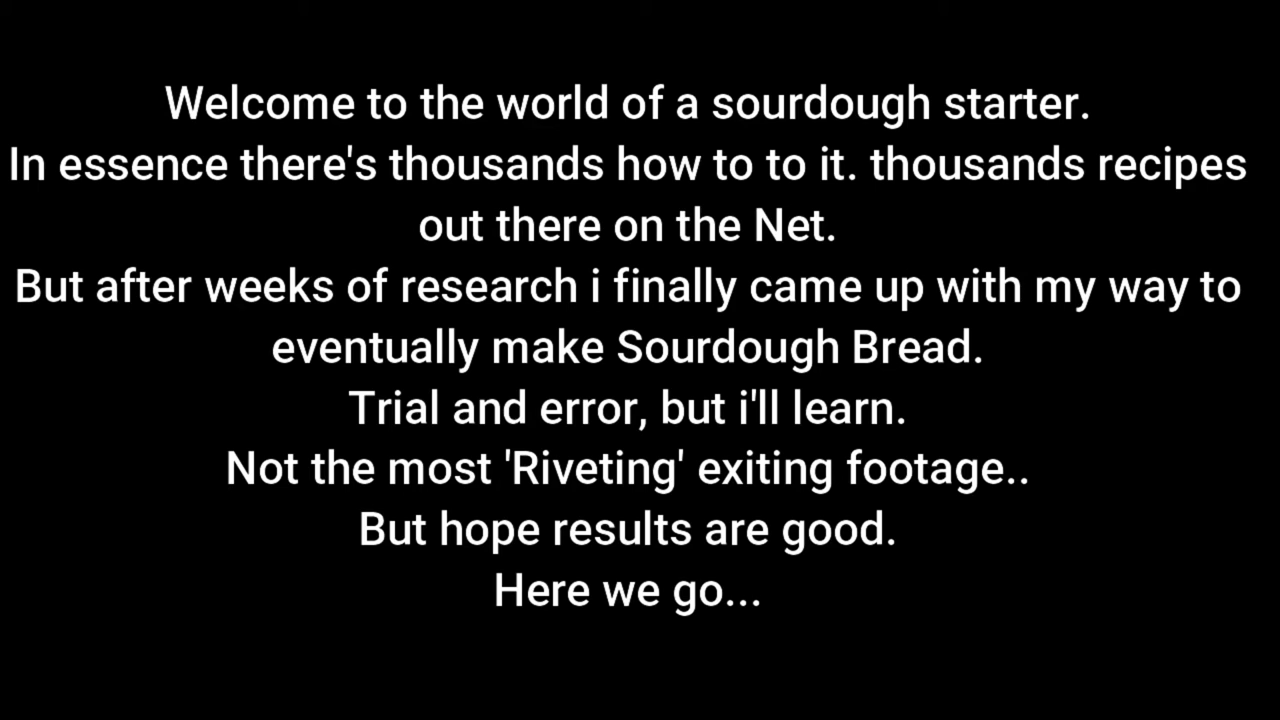 Welcome to the world of a sourdough starter.
In essence there's thousands how to to it. thousands recipes
out there on the Net.
But after weeks of research i finally came up with my way to
eventually make Sourdough Bread.
Trial and error, but i'll learn.
Not the most 'Riveting' exiting footage..
But hope results are good.
Here we go...